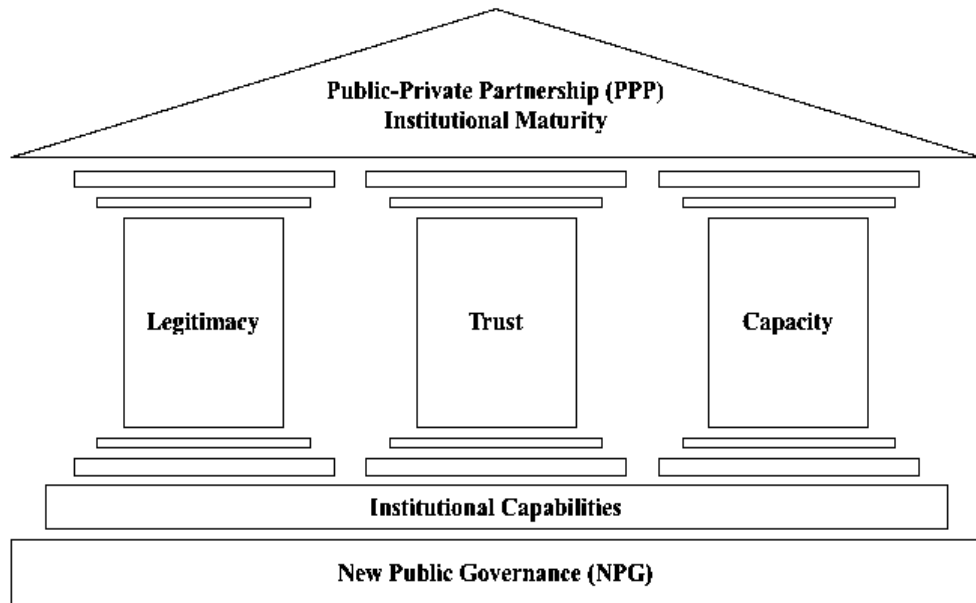 Public-Private Partnership (PPP)
Institutional Maturity
Legitimacy
Trust
Capacity
Institutional Capabilities
New Public Governance (NPG)